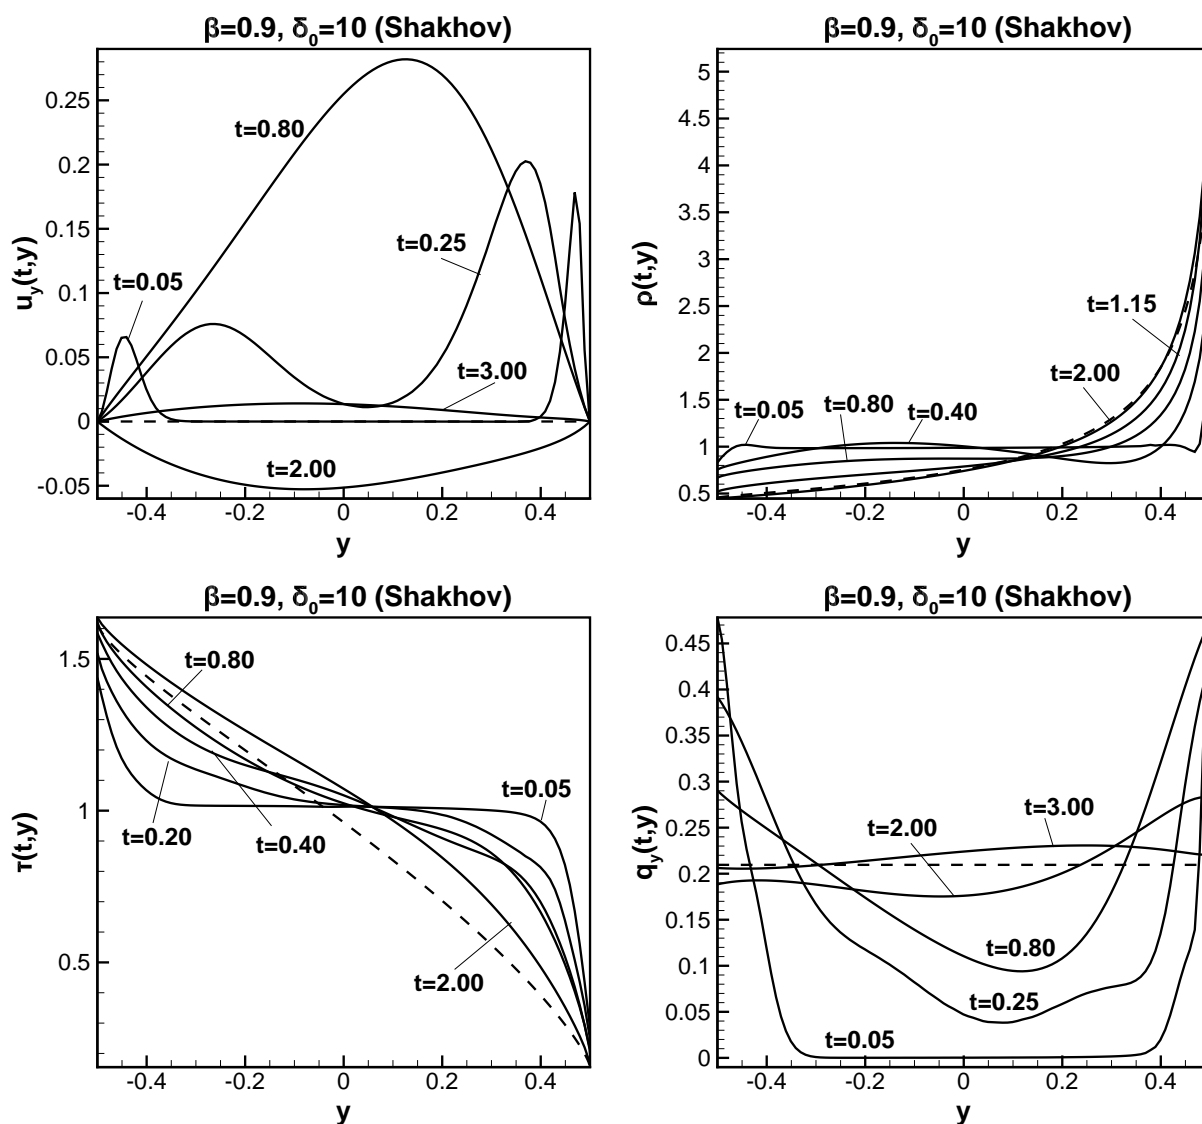 β=0.9, δ₀=10 (Shakhov)
u_y(t,y)
0.25
0.2
0.15
0.1
0.05
0
-0.05
t=0.80
t=0.25
t=0.05
t=3.00
t=2.00
-0.4 -0.2 0 0.2 0.4
y
β=0.9, δ₀=10 (Shakhov)
ρ(t,y)
5
4.5
4
3.5
3
2.5
2
1.5
1
0.5
t=1.15
t=2.00
t=0.05 t=0.80 t=0.40
-0.4 -0.2 0 0.2 0.4
y
β=0.9, δ₀=10 (Shakhov)
τ(t,y)
1.5
1
0.5
t=0.80
t=0.05
t=0.20
t=0.40
t=2.00
-0.4 -0.2 0 0.2 0.4
y
β=0.9, δ₀=10 (Shakhov)
q_y(t,y)
0.45
0.4
0.35
0.3
0.25
0.2
0.15
0.1
0.05
0
t=3.00
t=2.00
t=0.80
t=0.25
t=0.05
-0.4 -0.2 0 0.2 0.4
y